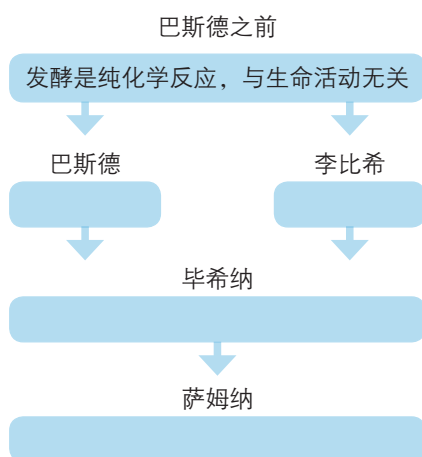 巴斯德之前
发酵是纯化学反应，与生命活动无关
巴斯德
李比希
毕希纳
萨姆纳